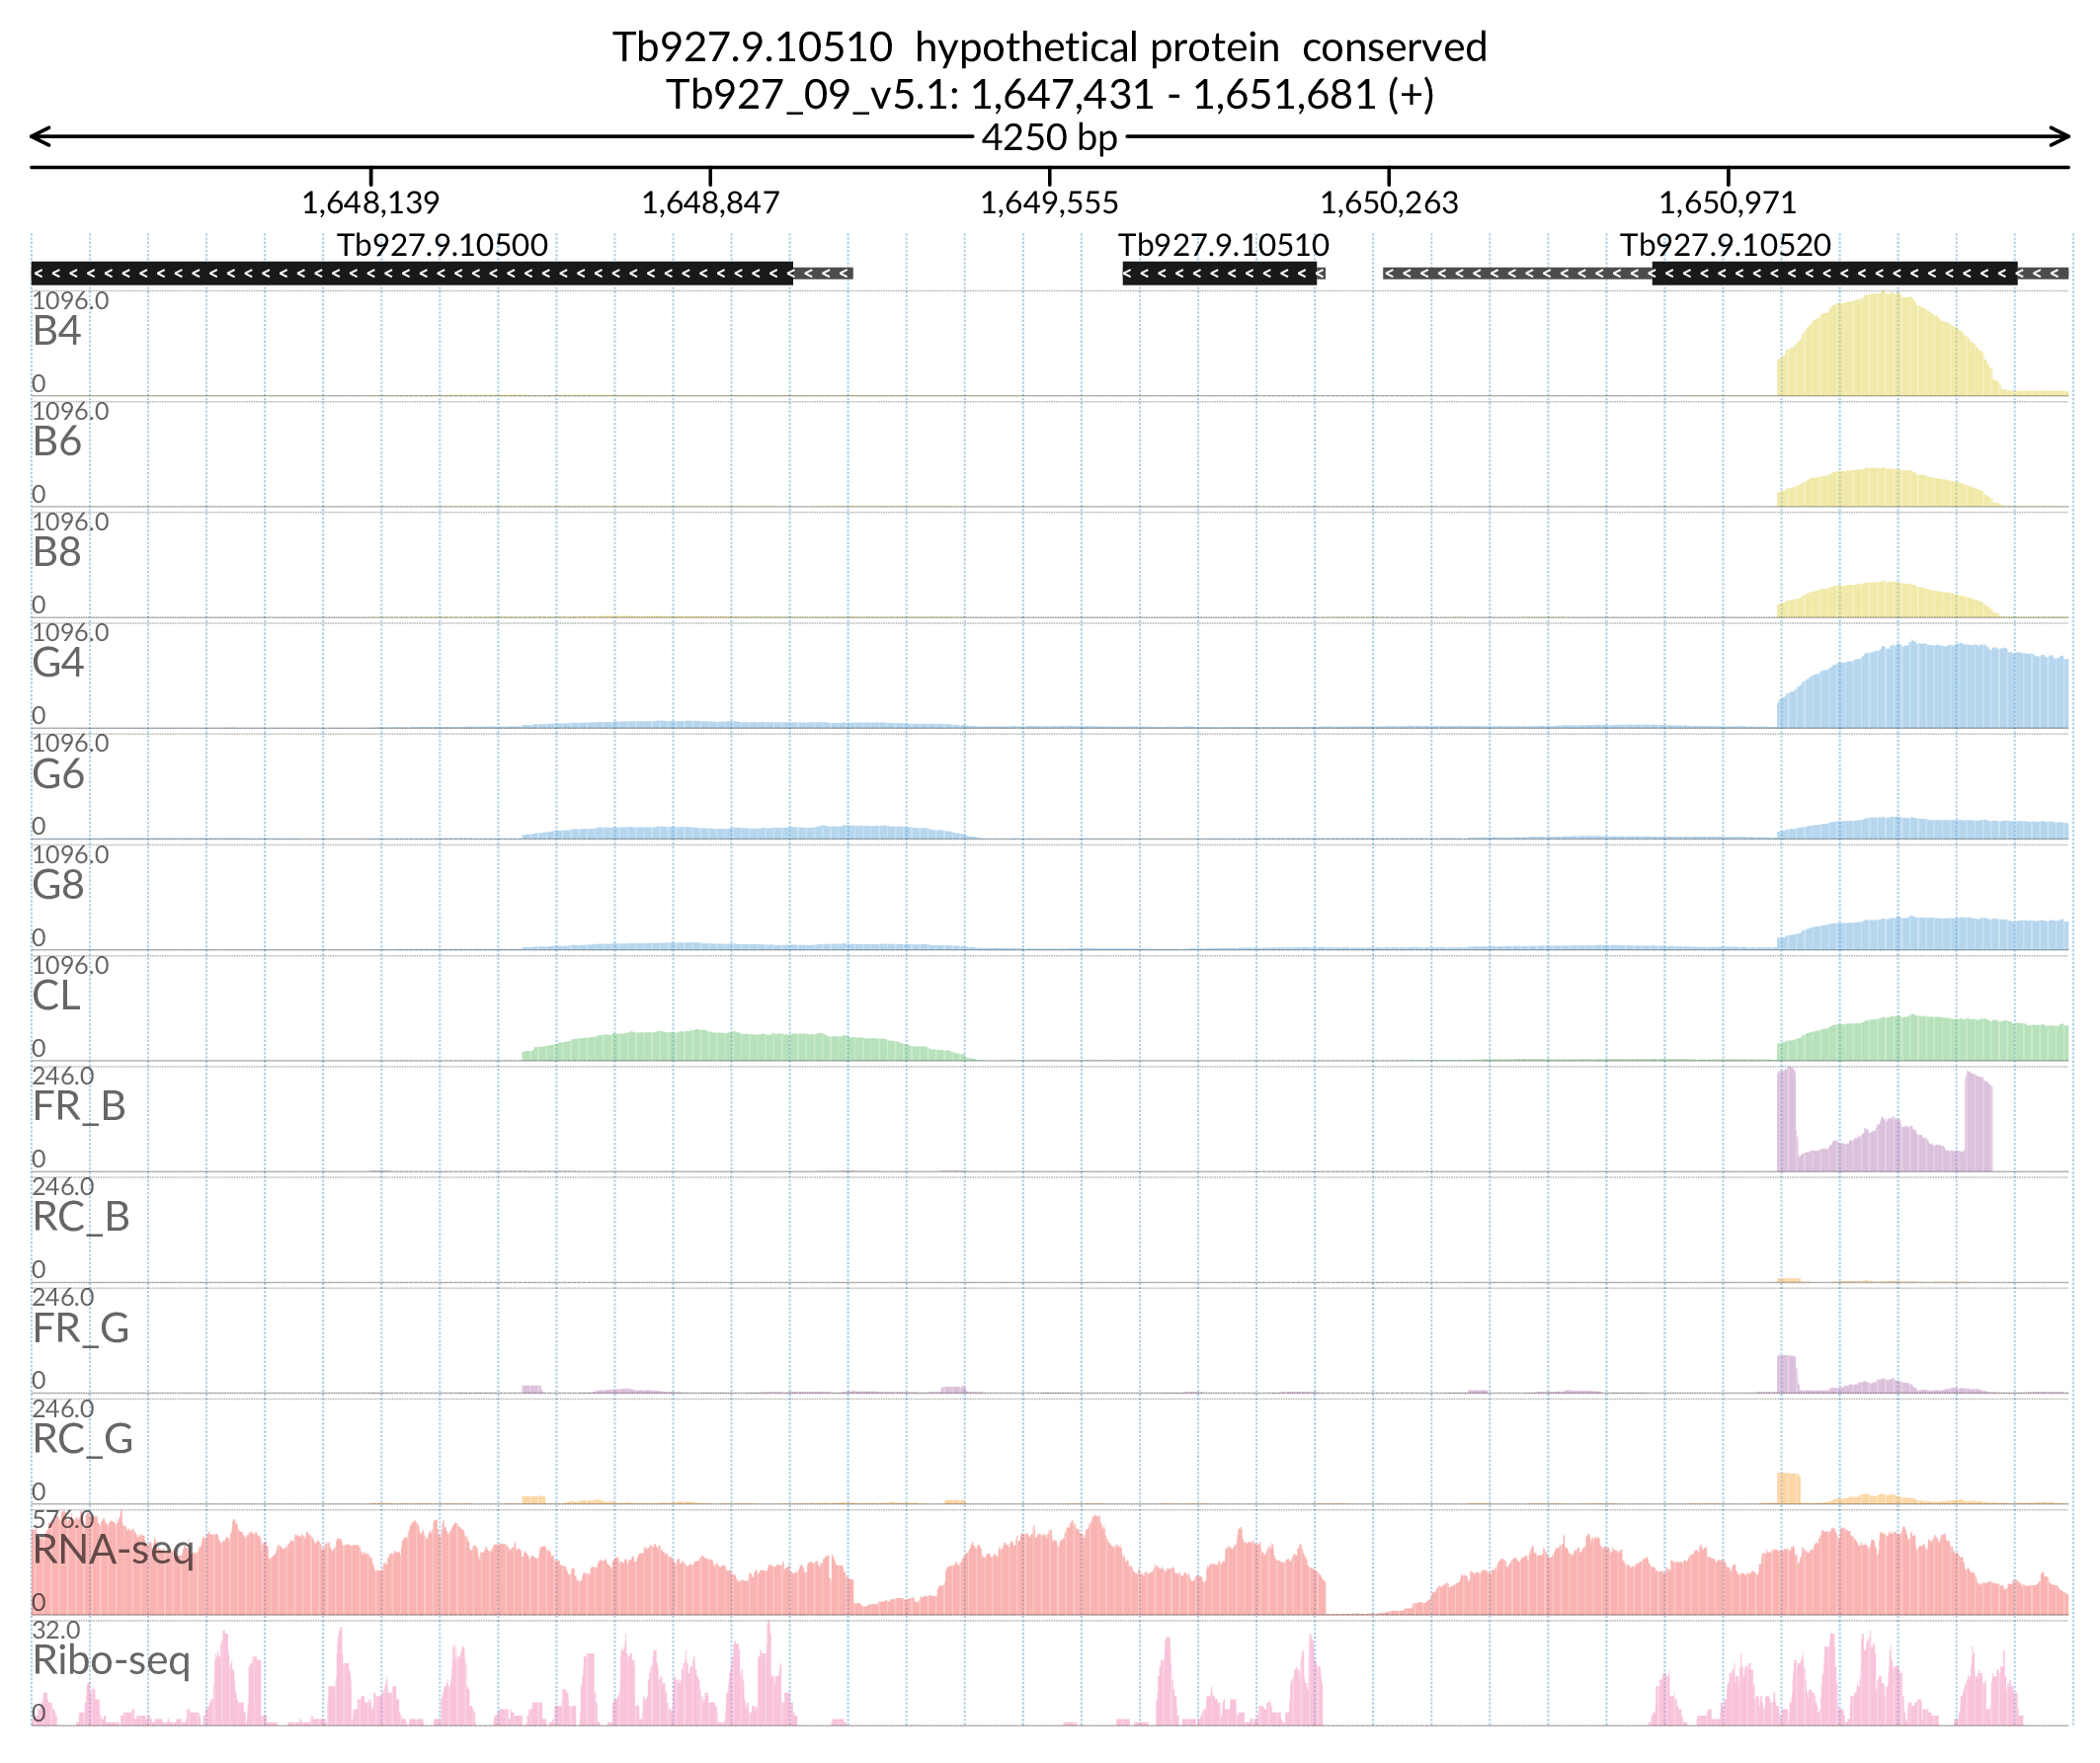 Tb927.9.10510  hypothetical protein  conserved
Tb927_09_v5.1: 1,647,431 - 1,651,681 (+)
4250 bp
1,648,139 1,648,847 1,649,555 1,650,263 1,650,971
Tb927.9.10500 Tb927.9.10510 Tb927.9.10520
1096.0
B4
0
1096.0
B6
0
1096.0
B8
0
1096.0
G4
0
1096.0
G6
0
1096.0
G8
0
1096.0
CL
0
246.0
FR_B
0
246.0
RC_B
0
246.0
FR_G
0
246.0
RC_G
0
576.0
RNA-seq
0
32.0
Ribo-seq
0